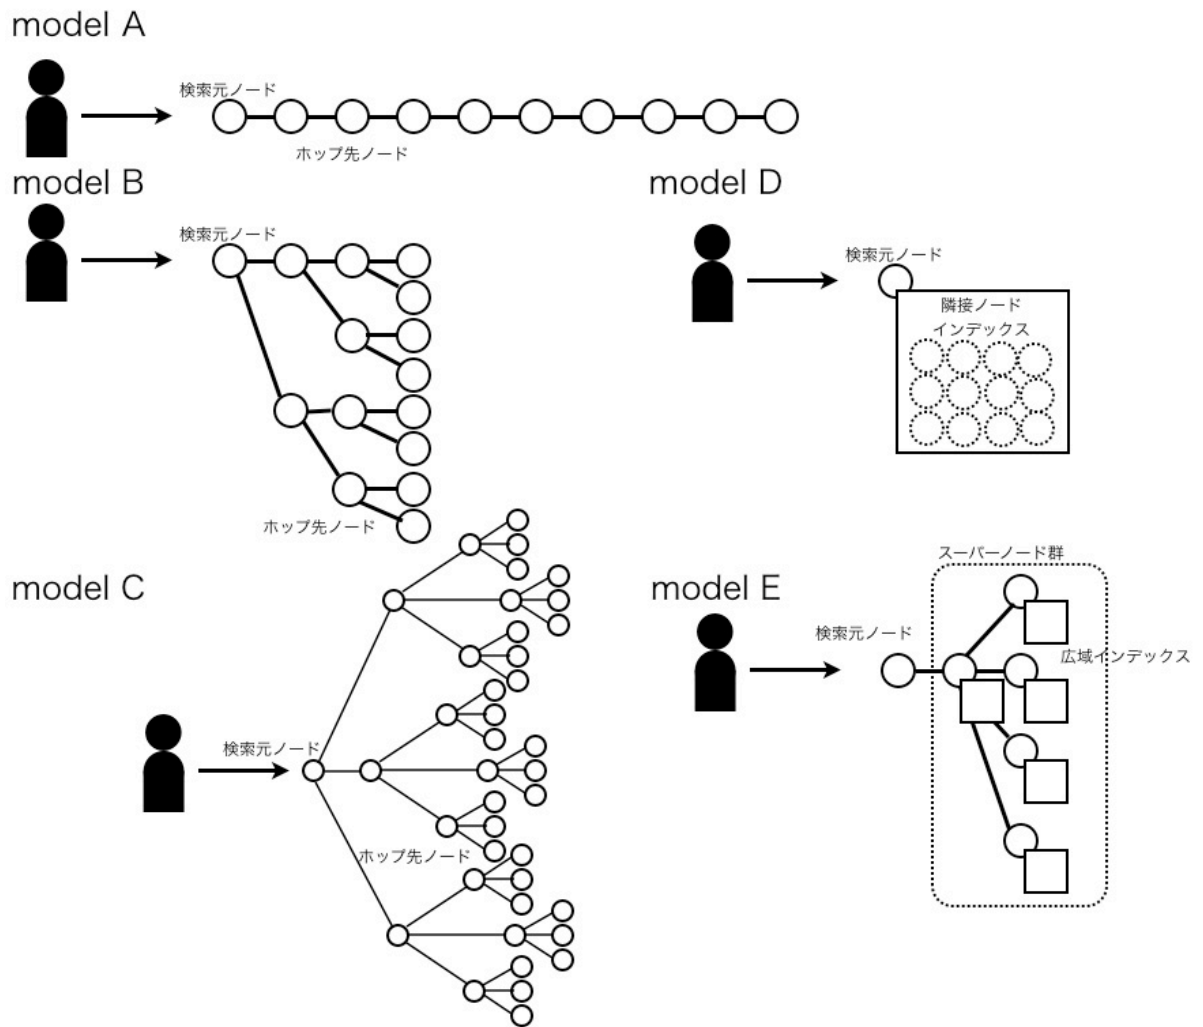 model A
検索元ノード
ホップ先ノード
model B
検索元ノード
ホップ先ノード
model D
検索元ノード
隣接ノード
インデックス
model C
検索元ノード
ホップ先ノード
model E
スーパーノード群
検索元ノード
広域インデックス